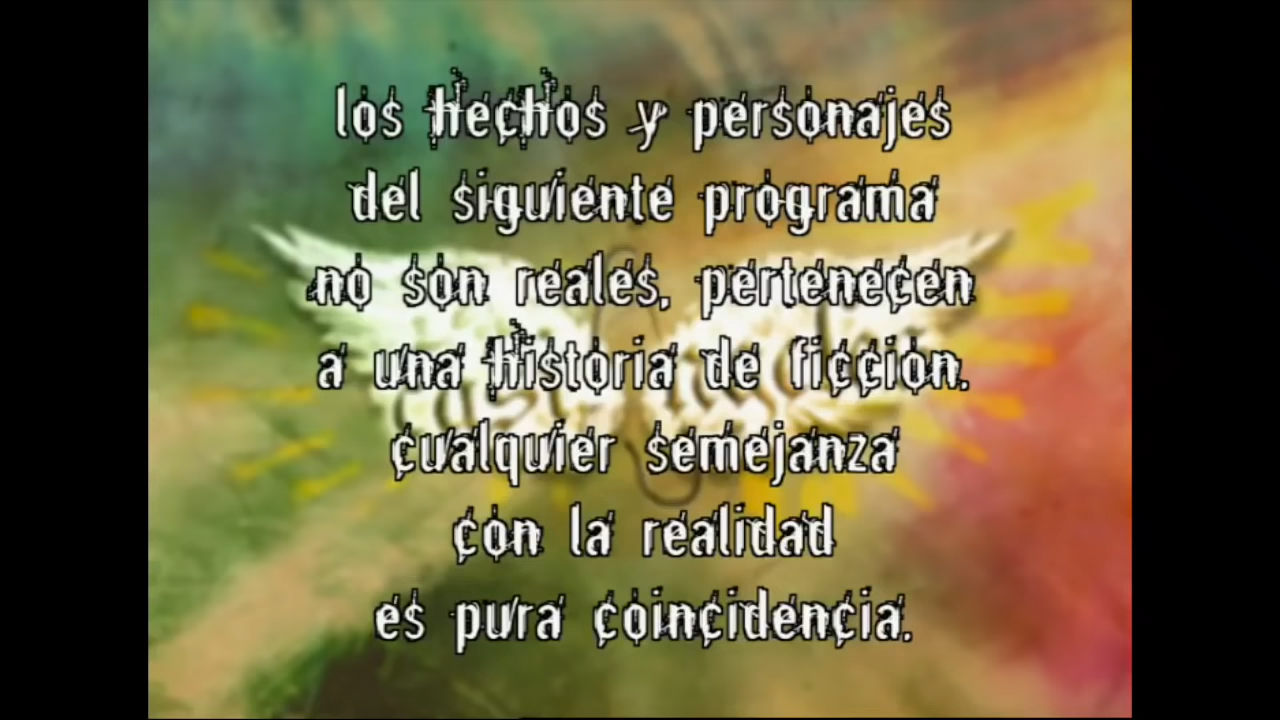 los hechos y personajes
del siguiente programa
no son reales, pertenecen
a una historia de ficción.
cualquier semejanza
con la realidad
es pura coincidencia.